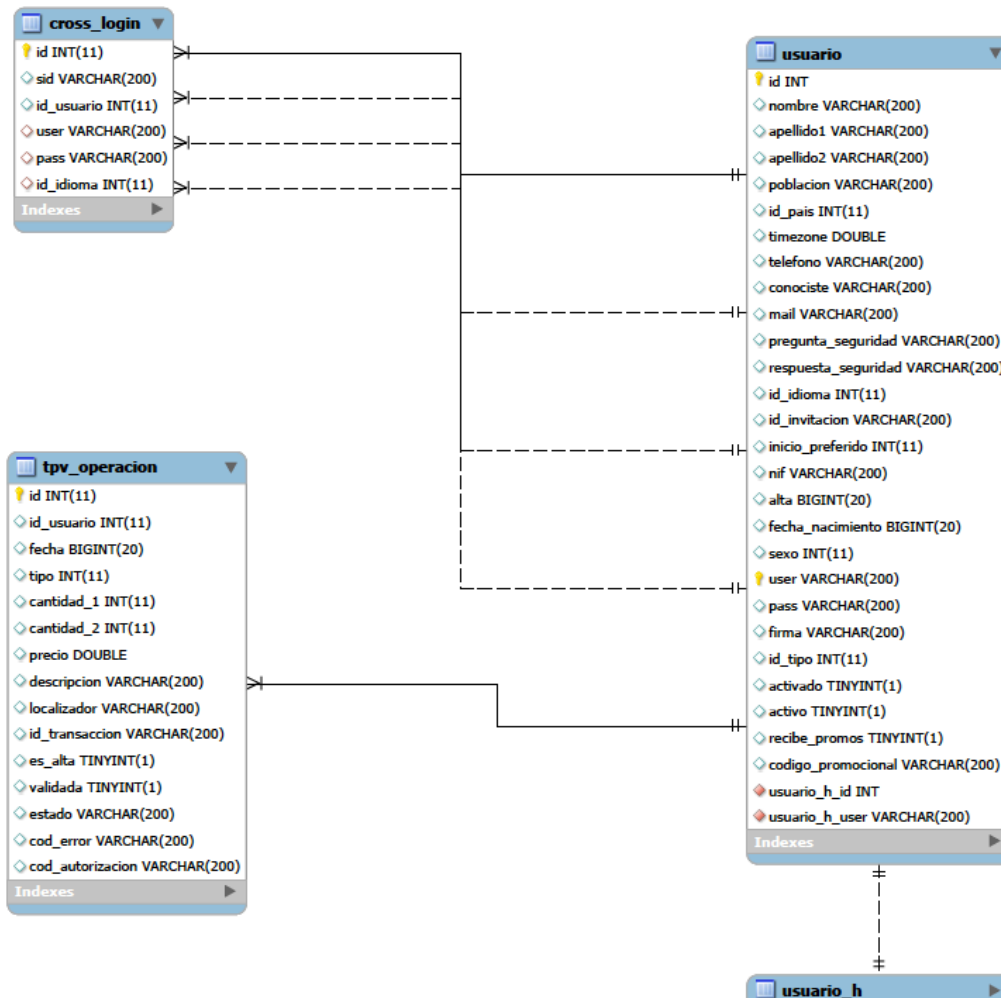 cross_login
id INT(11)
sid VARCHAR(200)
id_usuario INT(11)
user VARCHAR(200)
pass VARCHAR(200)
id_idioma INT(11)
Indexes
tpv_operacion
id INT(11)
id_usuario INT(11)
fecha BIGINT(20)
tipo INT(11)
cantidad_1 INT(11)
cantidad_2 INT(11)
precio DOUBLE
descripcion VARCHAR(200)
localizador VARCHAR(200)
id_transaccion VARCHAR(200)
es_alta TINYINT(1)
validada TINYINT(1)
estado VARCHAR(200)
cod_error VARCHAR(200)
cod_autorizacion VARCHAR(200)
Indexes
usuario
id INT
nombre VARCHAR(200)
apellido1 VARCHAR(200)
apellido2 VARCHAR(200)
poblacion VARCHAR(200)
id_pais INT(11)
timezone DOUBLE
telefono VARCHAR(200)
conociste VARCHAR(200)
mail VARCHAR(200)
pregunta_seguridad VARCHAR(200)
respuesta_seguridad VARCHAR(200)
id_idioma INT(11)
id_invitacion VARCHAR(200)
inicio_preferido INT(11)
nif VARCHAR(200)
alta BIGINT(20)
fecha_nacimiento BIGINT(20)
sexo INT(11)
user VARCHAR(200)
pass VARCHAR(200)
firma VARCHAR(200)
id_tipo INT(11)
activado TINYINT(1)
activo TINYINT(1)
recibe_promos TINYINT(1)
codigo_promocional VARCHAR(200)
usuario_h_id INT
usuario_h_user VARCHAR(200)
Indexes
usuario_h